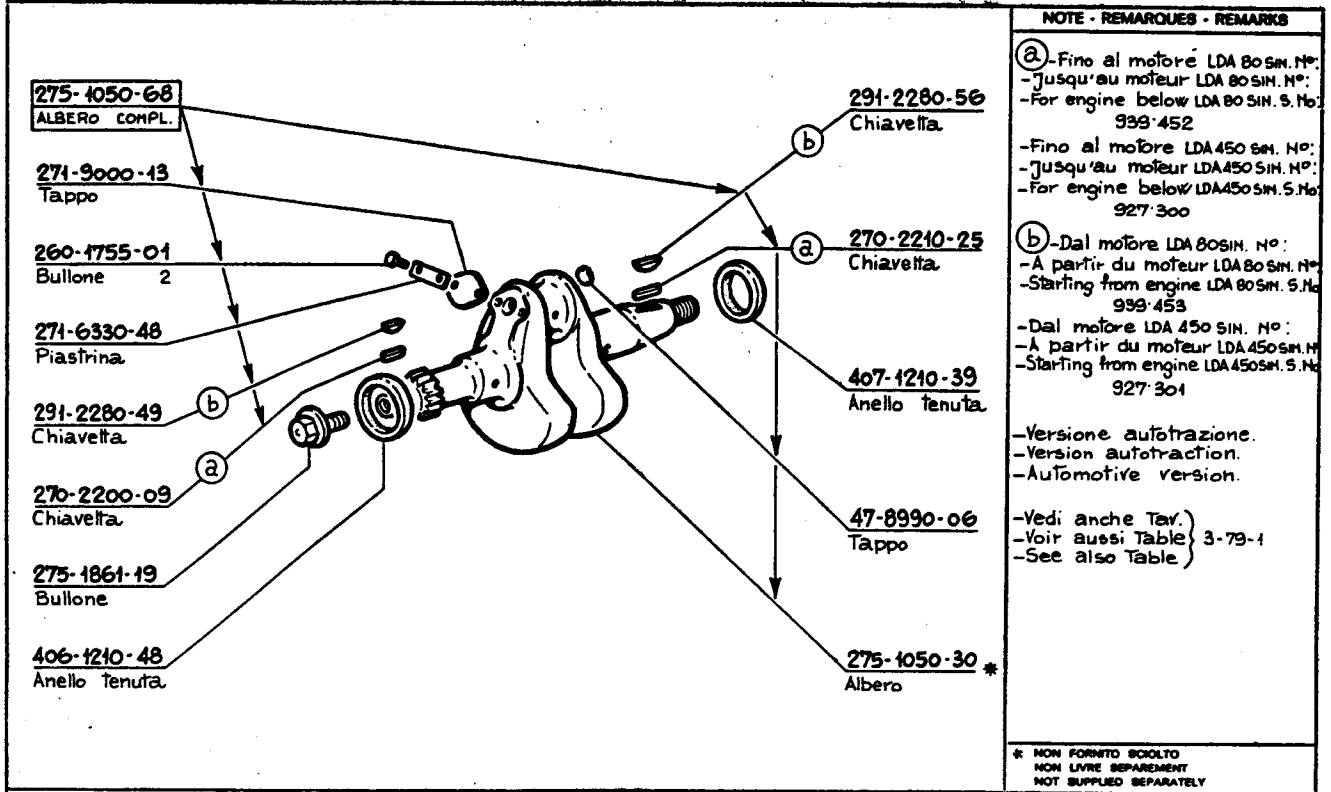 275-1050-68
ALBERO COMPL.
271-9000-13
Tappo
260-1755-01
Bullone 2
271-6330-48
Piastrina
291-2280-49
Chiavetta
b
270-2200-09
Chiavetta
a
275-1861-19
Bullone
406-1210-48
Anello tenuta
291-2280-56
Chiavetta
b
270-2210-25
Chiavetta
a
407-1210-39
Anello tenuta
47-8990-06
Tappo
275-1050-30 *
Albero
NOTE - REMARQUES - REMARKS
a -Fino al motore LDA 80 SIN. Nº:
-Jusqu'au moteur LDA 80 SIN. Nº:
-For engine below LDA 80 SIN. S. No:
939·452
-Fino al motore LDA 450 SIN. Nº:
-Jusqu'au moteur LDA 450 SIN. Nº:
-For engine below LDA 450 SIN. S. No:
927·300
b -Dal motore LDA 80 SIN. Nº:
-A partir du moteur LDA 80 SIN. Nº
-Starting from engine LDA 80 SIN. S. No
939·453
-Dal motore LDA 450 SIN. Nº:
-A partir du moteur LDA 450 SIN. N
-Starting from engine LDA 450 SIN. S. No
927·301
-Versione autotrazione.
-Version autotraction.
-Automotive version.
-Vedi anche Tav.
-Voir aussi Table } 3-79-1
-See also Table
* NON FORNITO SCIOLTO
NON LIVRE SEPAREMENT
NOT SUPPLIED SEPARATELY